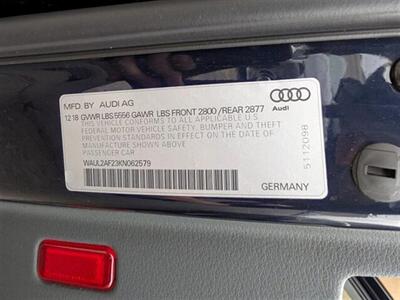 MFD. BY AUDI AG
12 18 GVWR LBS 5556 GAWR LBS FRONT 2800 /REAR 2877
THIS VEHICLE CONFORMS TO ALL APPLICABLE U.S.
FEDERAL MOTOR VEHICLE SAFETY, BUMPER AND THEFT
PREVENTION STANDARDS IN EFFECT ON THE DATE OF
MANUFACTURE SHOWN ABOVE
PASSENGER CAR
WAUL2AF23KN062579
Audi
5112098
GERMANY